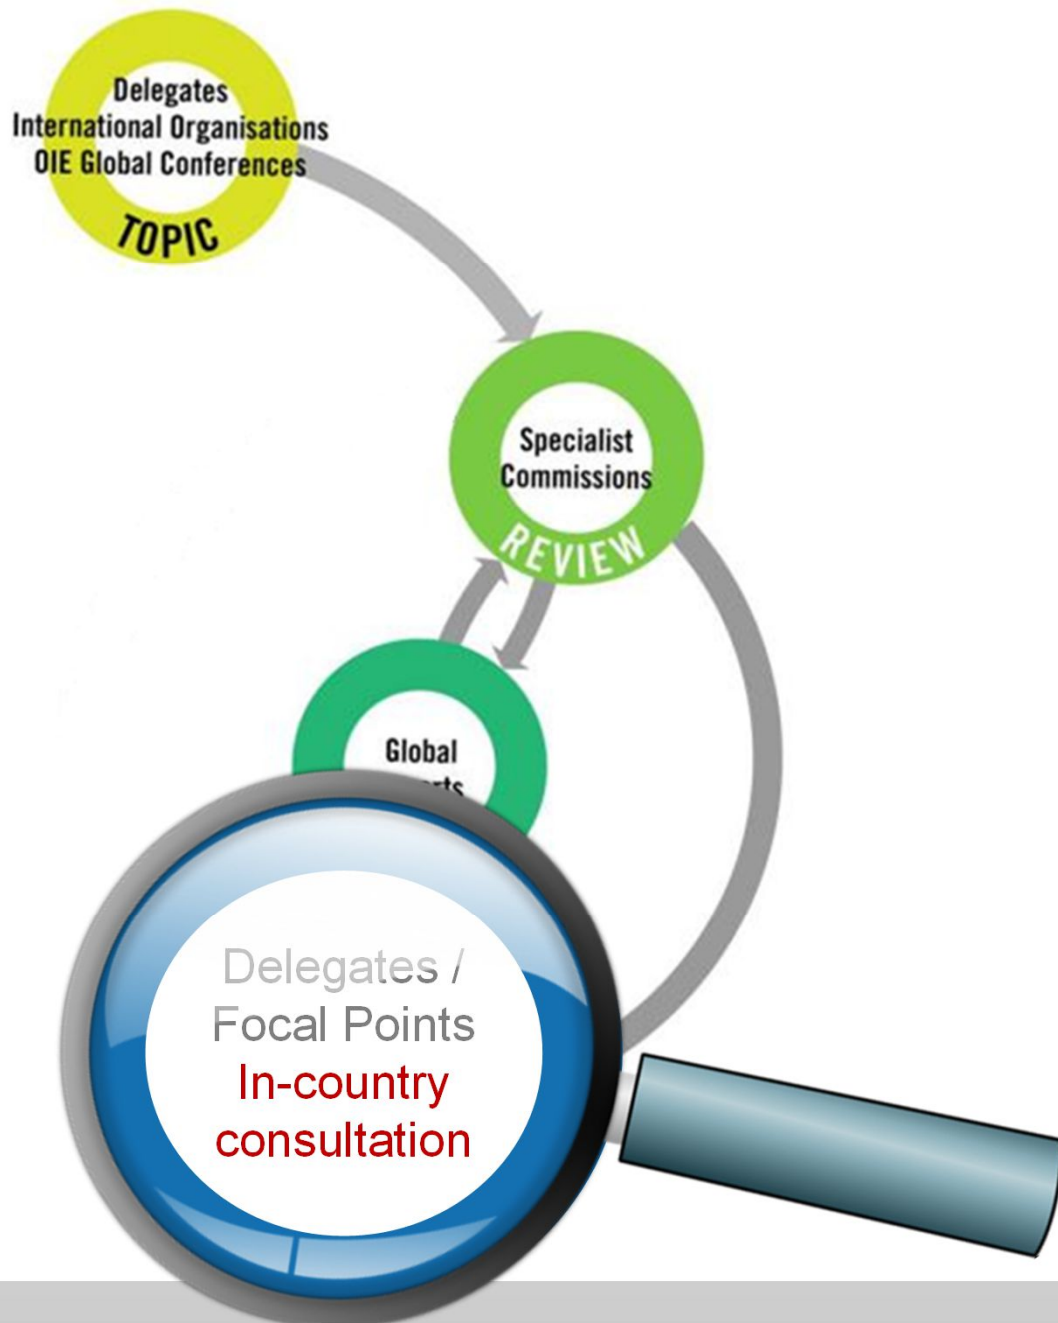 Delegates
International Organisations
OIE Global Conferences
TOPIC
Specialist
Commissions
REVIEW
Global
Delegates /
Focal Points
In-country
consultation